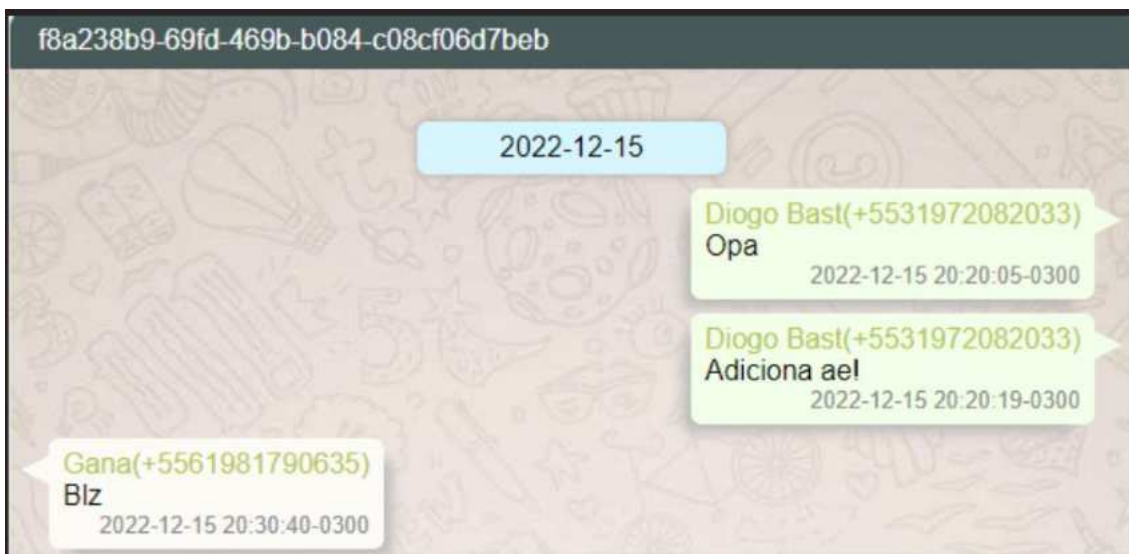 f8a238b9-69fd-469b-b084-c08cf06d7beb
2022-12-15
Diogo Bast(+5531972082033)
Opa
2022-12-15 20:20:05-0300
Diogo Bast(+5531972082033)
Adiciona ae!
2022-12-15 20:20:19-0300
Gana(+5561981790635)
Blz
2022-12-15 20:30:40-0300